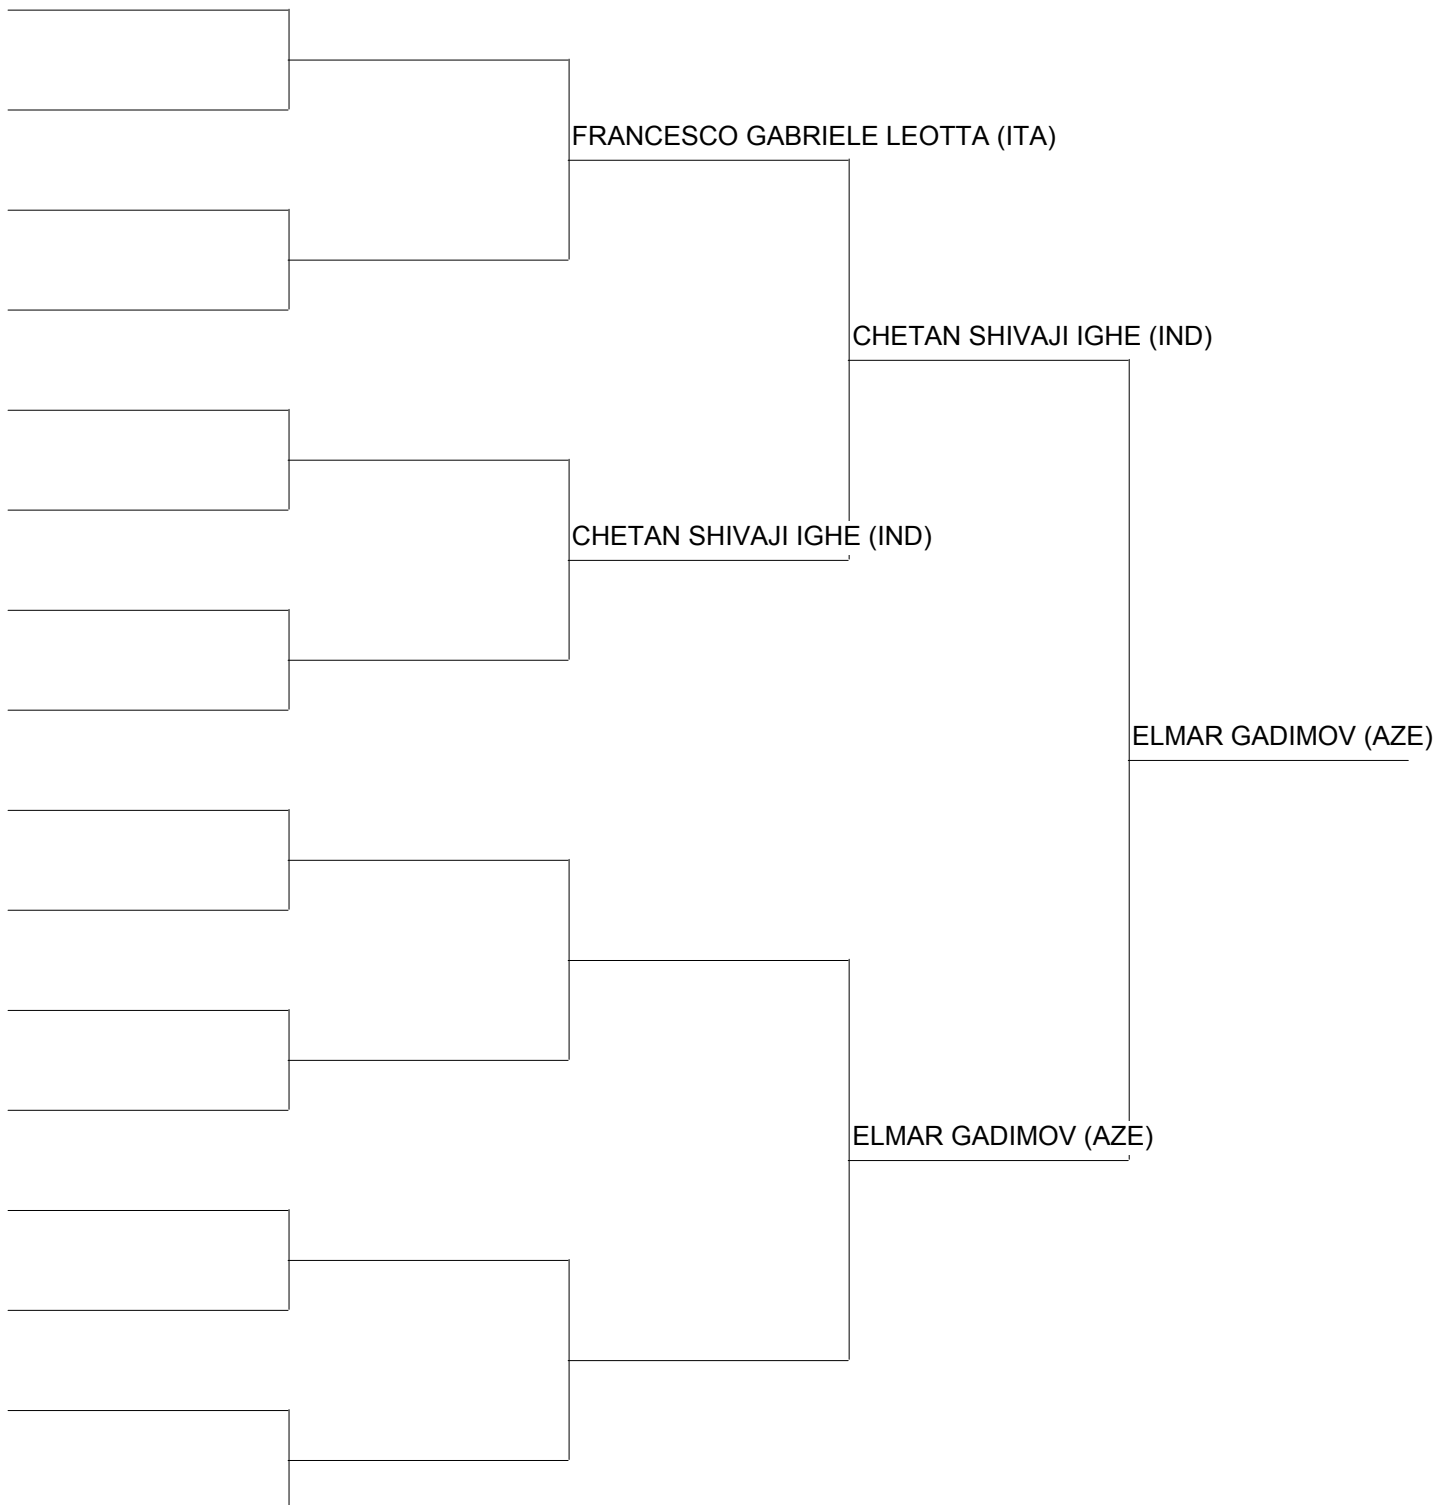 FRANCESCO GABRIELE LEOTTA (ITA)
CHETAN SHIVAJI IGHE (IND)
CHETAN SHIVAJI IGHE (IND)
ELMAR GADIMOV (AZE)
ELMAR GADIMOV (AZE)